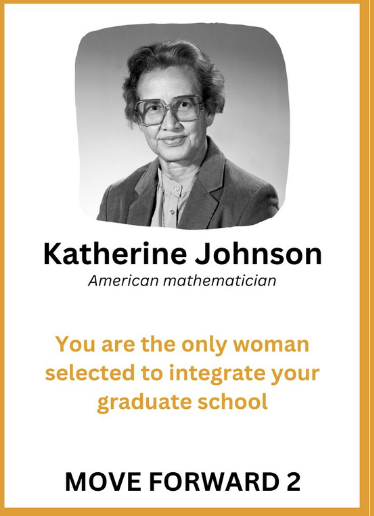 Katherine Johnson
American mathematician
You are the only woman
selected to integrate your
graduate school
MOVE FORWARD 2